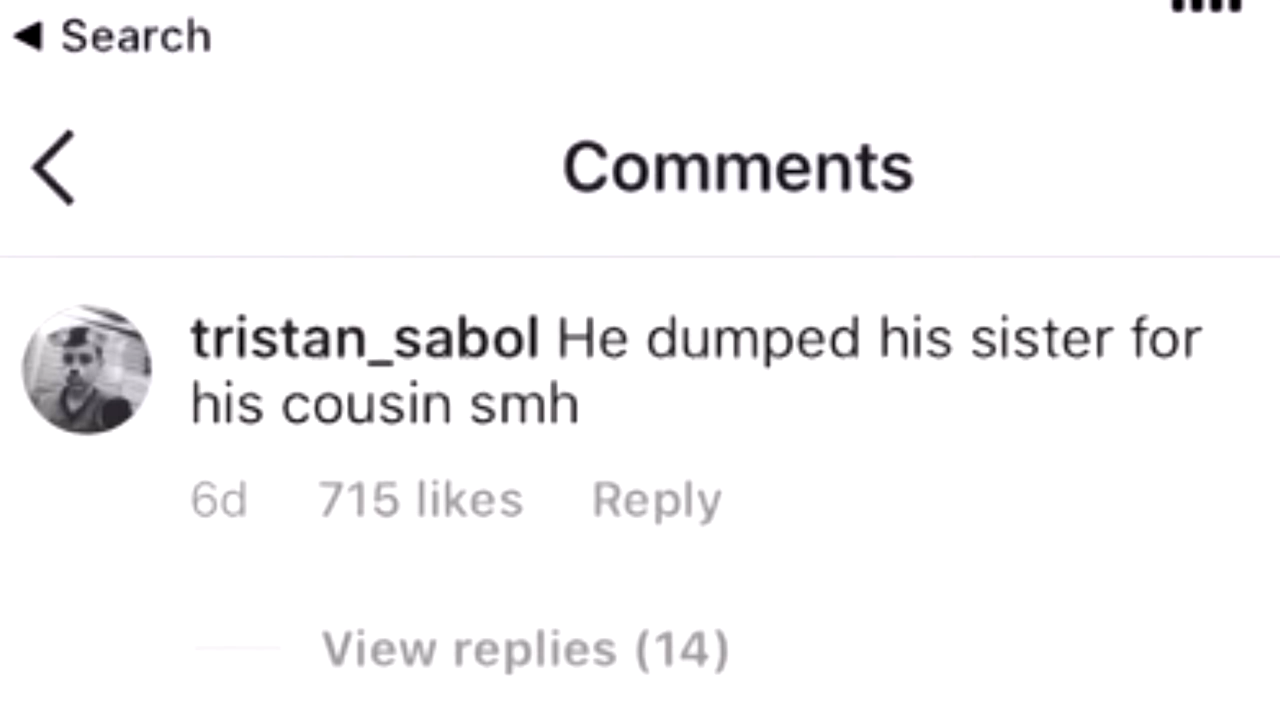 ◀ Search
Comments
tristan_sabol He dumped his sister for
his cousin smh
6d 715 likes Reply
View replies (14)